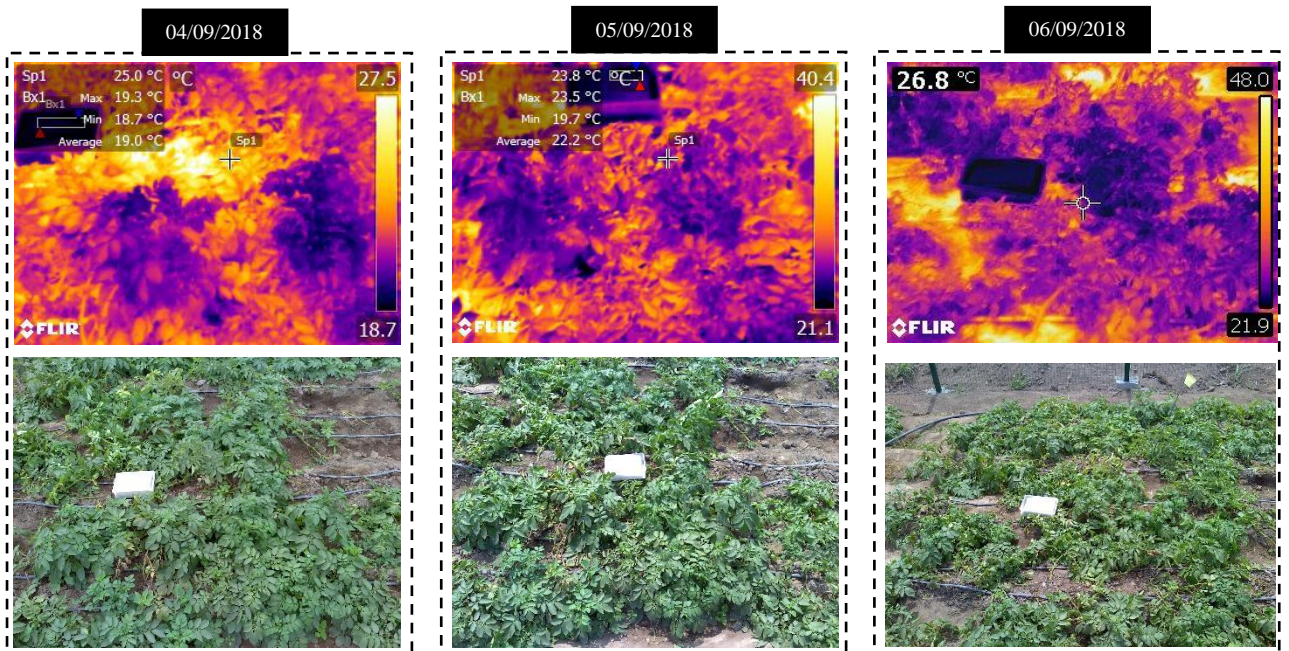 04/09/2018
05/09/2018
06/09/2018
Sp1 25.0 °C °C 27.5
Bx1 Max 19.3 °C
Bx1
Min 18.7 °C
Average 19.0 °C
Sp1
FLIR 18.7
Sp1 23.8 °C °C 40.4
Bx1 Max 23.5 °C
Min 19.7 °C
Average 22.2 °C
Sp1
FLIR 21.1
26.8 °C 48.0
FLIR 21.9